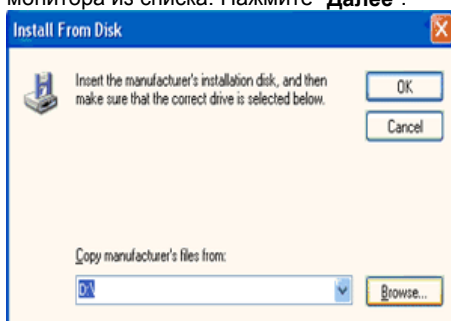 монитора из списка. Нажмите "Далее".
Install From Disk
Insert the manufacturer's installation disk, and then
make sure that the correct drive is selected below.
OK
Cancel
Copy manufacturer's files from:
D:\
Browse...